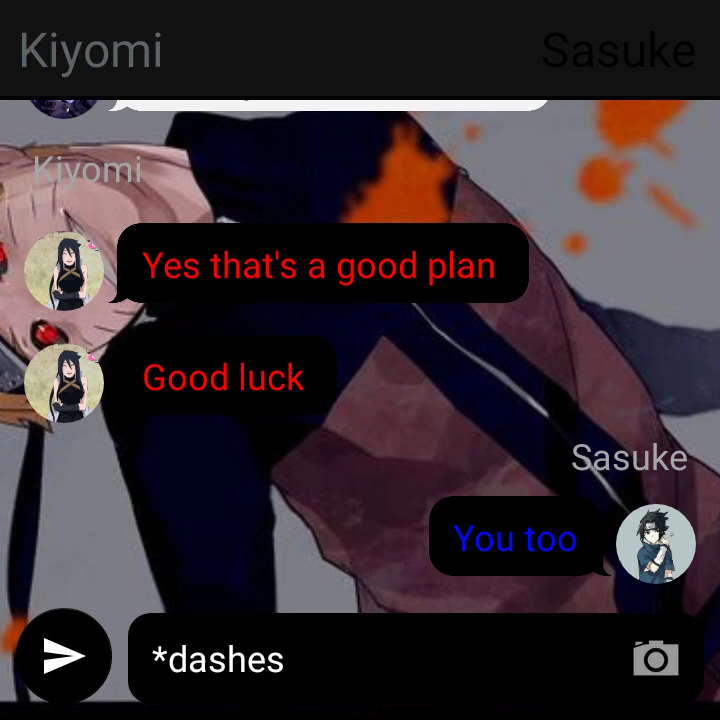 Kiyomi
Sasuke
Kiyomi
Yes that's a good plan
Good luck
Sasuke
You too
*dashes